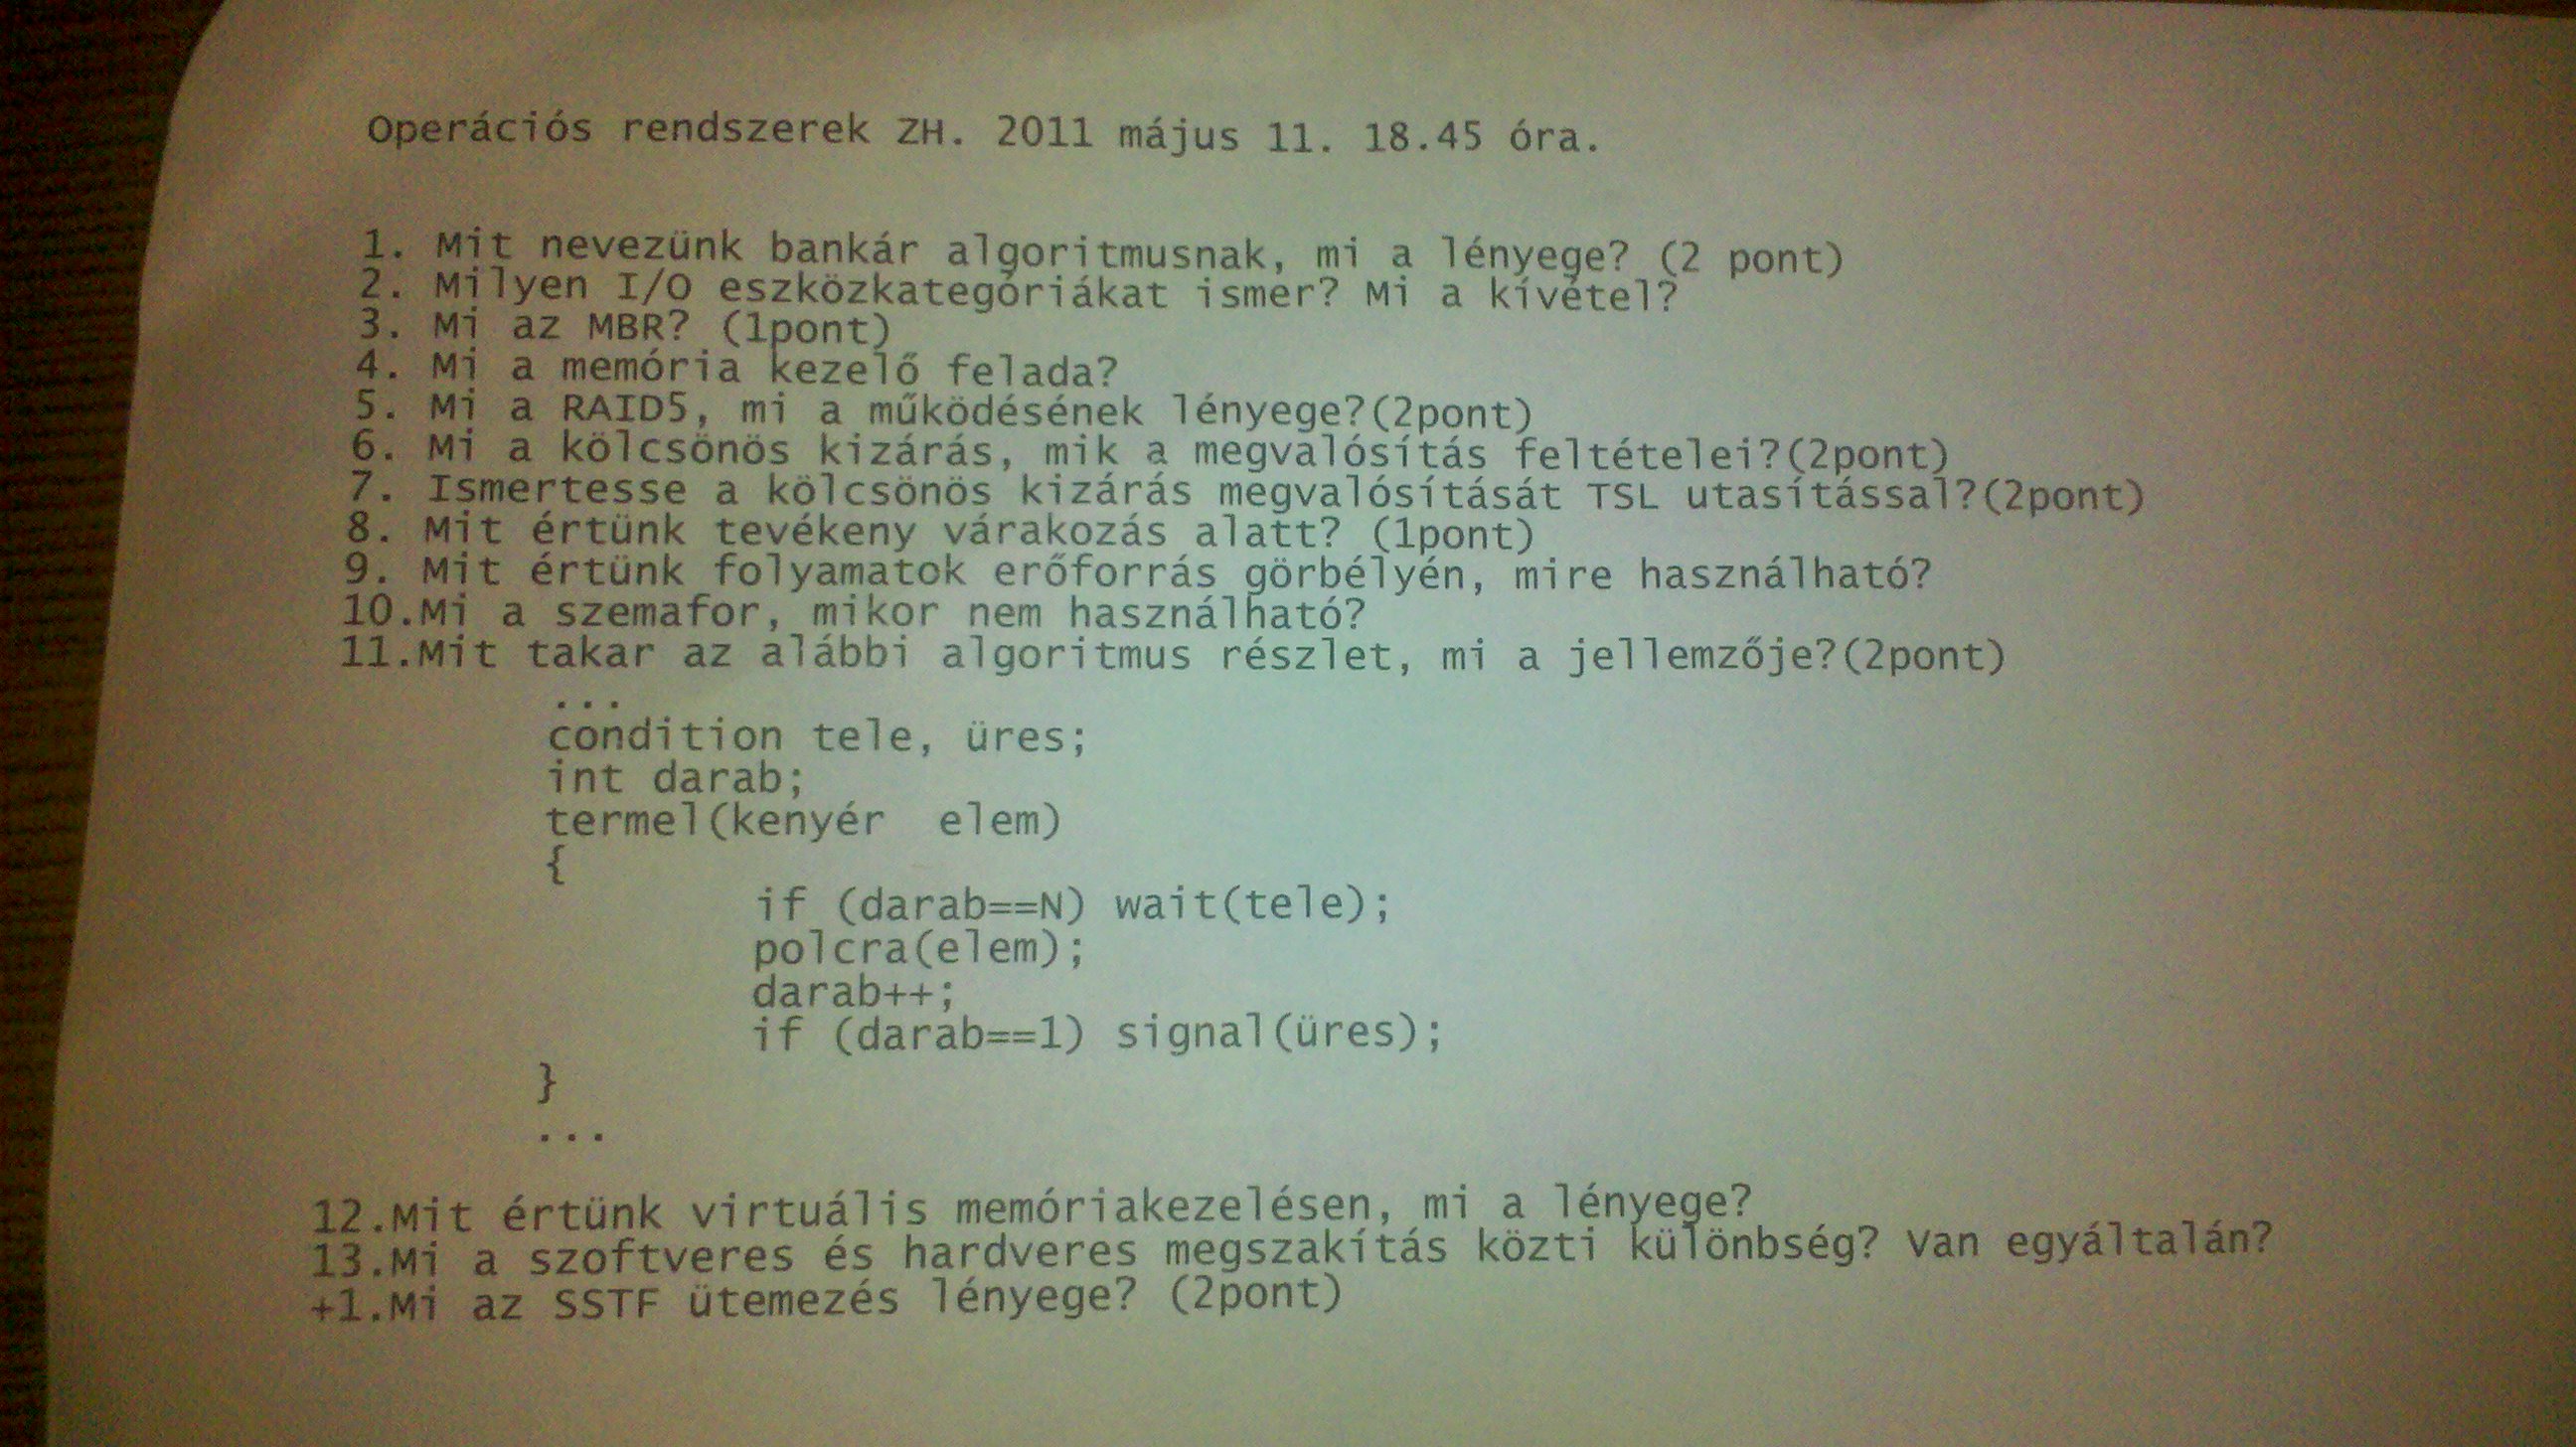 Operációs rendszerek ZH. 2011 május 11. 18.45 óra.
1. Mit nevezünk bankár algoritmusnak, mi a lényege? (2 pont)
2. Milyen I/O eszközkategóriákat ismer? Mi a kívétel?
3. Mi az MBR? (1pont)
4. Mi a memória kezelő felada?
5. Mi a RAID5, mi a működésének lényege?(2pont)
6. Mi a kölcsönös kizárás, mik a megvalósítás feltételei?(2pont)
7. Ismertesse a kölcsönös kizárás megvalósítását TSL utasítással?(2pont)
8. Mit értünk tevékeny várakozás alatt? (1pont)
9. Mit értünk folyamatok erőforrás görbélyén, mire használható?
10.Mi a szemafor, mikor nem használható?
11.Mit takar az alábbi algoritmus részlet, mi a jellemzője?(2pont)
...
condition tele, üres;
int darab;
termel(kenyér  elem)
{
if (darab==N) wait(tele);
polcra(elem);
darab++;
if (darab==1) signal(üres);
}
...
12.Mit értünk virtuális memóriakezelésen, mi a lényege?
13.Mi a szoftveres és hardveres megszakítás közti különbség? Van egyáltalán?
+1.Mi az SSTF ütemezés lényege? (2pont)